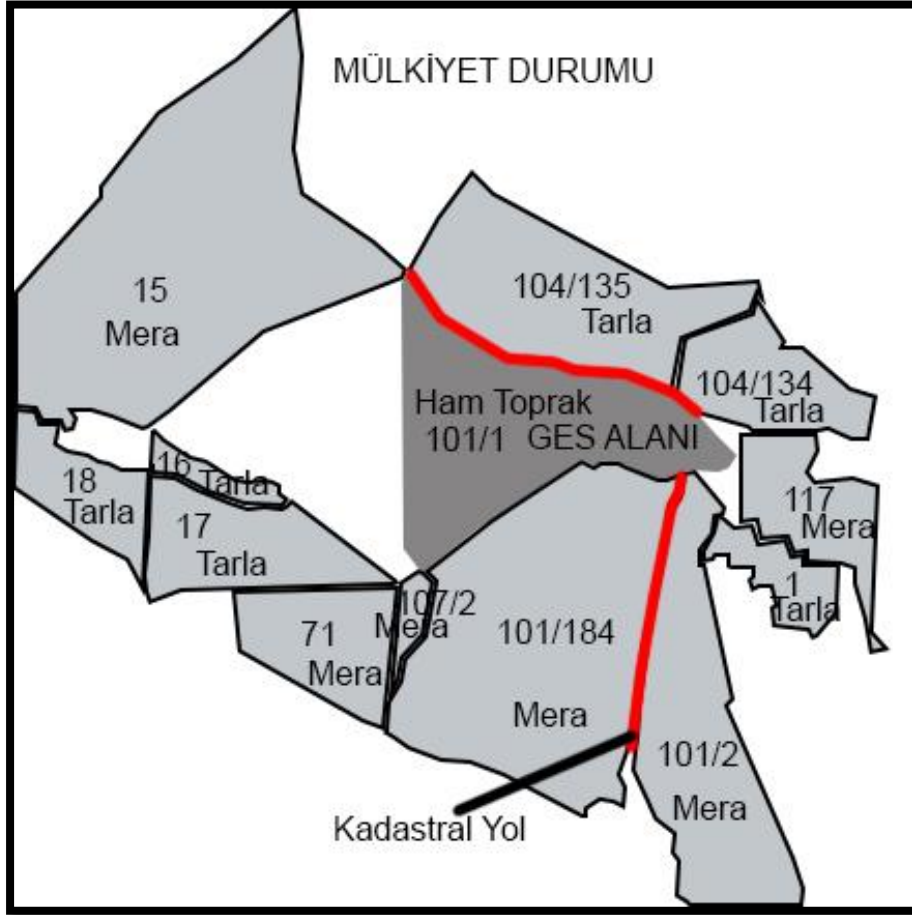 MÜLKİYET DURUMU
15
Mera
104/135
Tarla
104/134
Tarla
Ham Toprak
101/1 GES ALANI
16
Tarla
18
Tarla
17
Tarla
117
Mera
1
Tarla
107/2
Mera
71
Mera
101/184
Mera
101/2
Mera
Kadastral Yol